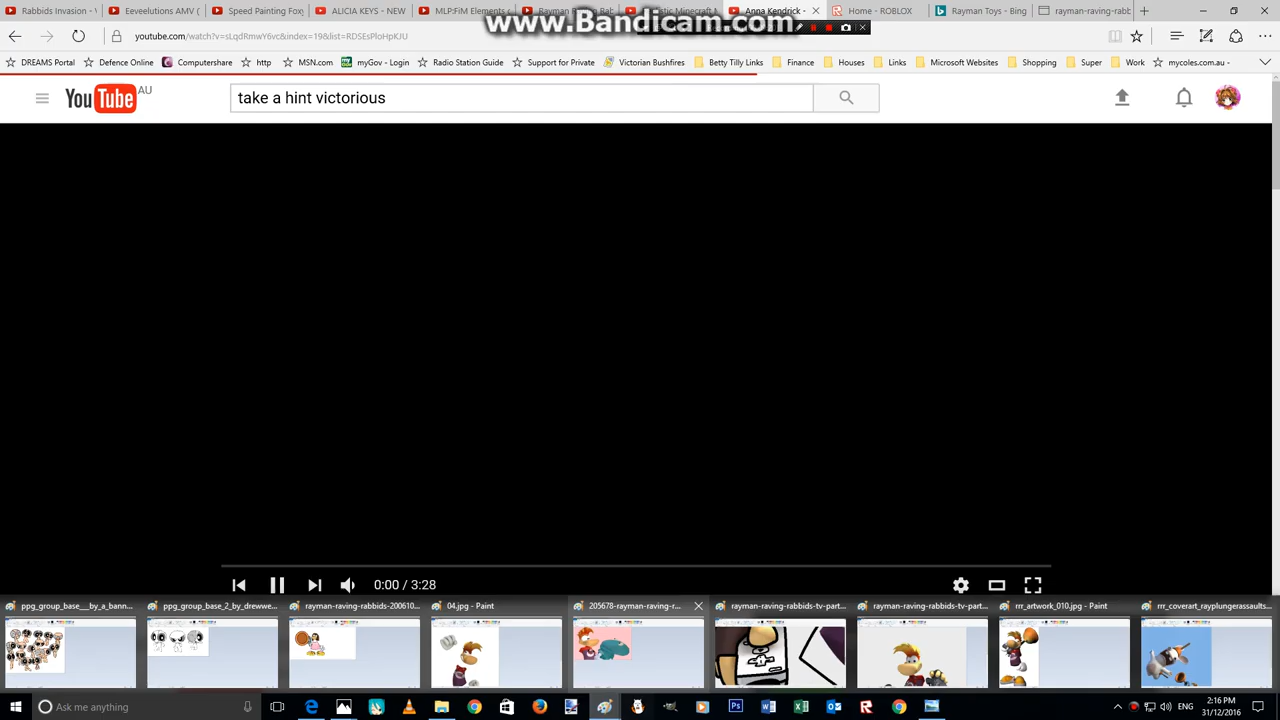 www.Bandicam.com
Rabbids Invasion - \ Eeveelutions AMV ( Speed Painting Fox ALICIA KEYS - NEW MLP:FiM Elements Rayman Anna Kendrick - Home - ROBLOX Rayman Toys - Bing rayman-raving-rabb
youtube.com/watch?v=sLqdRmwY6vc&index=19&list=RDSEsPloHpKJU
DREAMS Portal Defence Online Computershare http MSN.com myGov - Login Radio Station Guide Support for Private Victorian Bushfires Betty Tilly Links Finance Houses Links Microsoft Websites Shopping Super Work mycoles.com.au -
YouTube AU take a hint victorious
0:00 / 3:28
ppg_group_base__by_a_bann... ppg_group_base_2_by_drewwe... rayman-raving-rabbids-200610... 04.jpg - Paint 205678-rayman-raving-r... rayman-raving-rabbids-tv-part... rayman-raving-rabbids-tv-part... rrr_artwork_010.jpg - Paint rrr_coverart_rayplungerassaults...
Ask me anything ENG 2:16 PM
31/12/2016